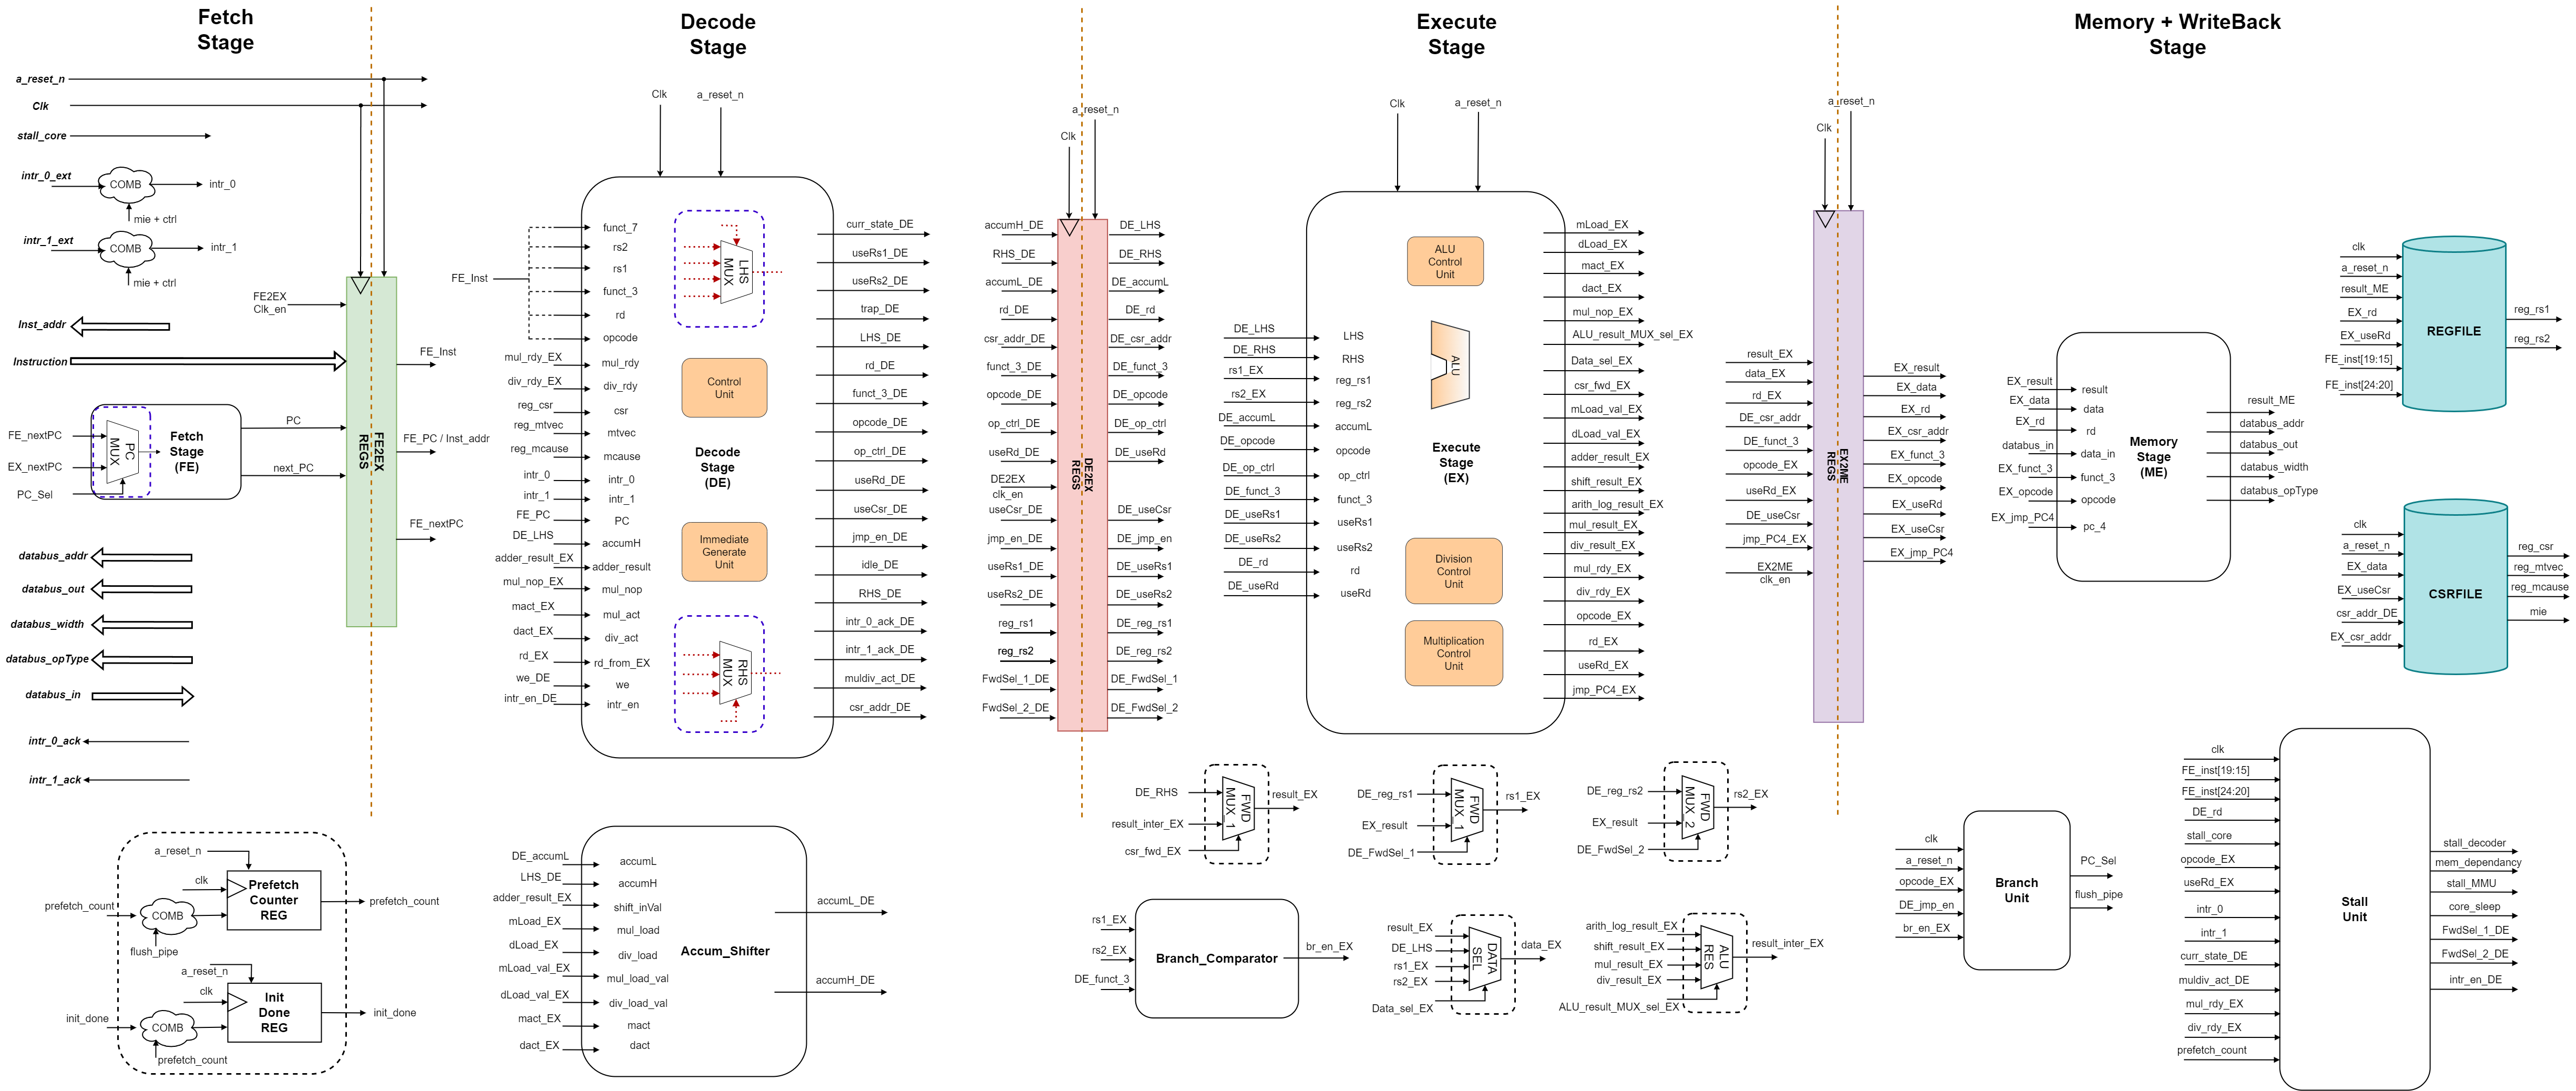 Fetch
Stage
Decode
Stage
Execute
Stage
Memory + WriteBack
Stage
a_reset_n
Clk
stall_core
intr_0_ext
COMB
intr_0
mie + ctrl
intr_1_ext
COMB
intr_1
mie + ctrl
FE2EX
Clk_en
Inst_addr
Instruction
FE_nextPC
EX_nextPC
PC_Sel
PC
MUX
Fetch
Stage
(FE)
PC
next_PC
FE2EX
REGS
FE_Inst
FE_PC / Inst_addr
FE_nextPC
databus_addr
databus_out
databus_width
databus_opType
databus_in
intr_0_ack
intr_1_ack
a_reset_n
clk
prefetch_count
COMB
flush_pipe
Prefetch
Counter
REG
prefetch_count
a_reset_n
clk
init_done
COMB
prefetch_count
Init
Done
REG
init_done
Clk
a_reset_n
FE_Inst
mul_rdy_EX
div_rdy_EX
reg_csr
reg_mtvec
reg_mcause
intr_0
intr_1
FE_PC
DE_LHS
adder_result_EX
mul_nop_EX
mact_EX
dact_EX
rd_EX
we_DE
intr_en_DE
funct_7
rs2
rs1
funct_3
rd
opcode
mul_rdy
div_rdy
csr
mtvec
mcause
intr_0
intr_1
PC
accumH
adder_result
mul_nop
mul_act
div_act
rd_from_EX
we
intr_en
LHS
MUX
Control
Unit
Decode
Stage
(DE)
Immediate
Generate
Unit
RHS
MUX
curr_state_DE
useRs1_DE
useRs2_DE
trap_DE
LHS_DE
rd_DE
funct_3_DE
opcode_DE
op_ctrl_DE
useRd_DE
useCsr_DE
jmp_en_DE
idle_DE
RHS_DE
intr_0_ack_DE
intr_1_ack_DE
muldiv_act_DE
csr_addr_DE
DE_accumL
LHS_DE
adder_result_EX
mLoad_EX
dLoad_EX
mLoad_val_EX
dLoad_val_EX
mact_EX
dact_EX
accumL
accumH
shift_inVal
mul_load
div_load
mul_load_val
div_load_val
mact
dact
Accum_Shifter
accumL_DE
accumH_DE
a_reset_n
Clk
accumH_DE
RHS_DE
accumL_DE
rd_DE
csr_addr_DE
funct_3_DE
opcode_DE
op_ctrl_DE
useRd_DE
DE2EX
clk_en
useCsr_DE
jmp_en_DE
useRs1_DE
useRs2_DE
reg_rs1
reg_rs2
FwdSel_1_DE
FwdSel_2_DE
DE2EX
REGS
DE_LHS
DE_RHS
DE_accumL
DE_rd
DE_csr_addr
DE_funct_3
DE_opcode
DE_op_ctrl
DE_useRd
DE_useCsr
DE_jmp_en
DE_useRs1
DE_useRs2
DE_reg_rs1
DE_reg_rs2
DE_FwdSel_1
DE_FwdSel_2
Clk
a_reset_n
DE_LHS
DE_RHS
rs1_EX
rs2_EX
DE_accumL
DE_opcode
DE_op_ctrl
DE_funct_3
DE_useRs1
DE_useRs2
DE_rd
DE_useRd
LHS
RHS
reg_rs1
reg_rs2
accumL
opcode
op_ctrl
funct_3
useRs1
useRs2
rd
useRd
ALU
Control
Unit
ALU
Execute
Stage
(EX)
Division
Control
Unit
Multiplication
Control
Unit
mLoad_EX
dLoad_EX
mact_EX
dact_EX
mul_nop_EX
ALU_result_MUX_sel_EX
Data_sel_EX
csr_fwd_EX
mLoad_val_EX
dLoad_val_EX
adder_result_EX
shift_result_EX
arith_log_result_EX
mul_result_EX
div_result_EX
mul_rdy_EX
div_rdy_EX
opcode_EX
rd_EX
useRd_EX
jmp_PC4_EX
DE_RHS
result_inter_EX
csr_fwd_EX
FWD
MUX_1
result_EX
DE_reg_rs1
EX_result
DE_FwdSel_1
FWD
MUX_1
rs1_EX
DE_reg_rs2
EX_result
DE_FwdSel_2
FWD
MUX_2
rs2_EX
rs1_EX
rs2_EX
DE_funct_3
Branch_Comparator
br_en_EX
result_EX
DE_LHS
rs1_EX
rs2_EX
Data_sel_EX
DATA
SEL
data_EX
arith_log_result_EX
shift_result_EX
mul_result_EX
div_result_EX
ALU_result_MUX_sel_EX
ALU
RES
result_inter_EX
a_reset_n
Clk
result_EX
data_EX
rd_EX
DE_csr_addr
DE_funct_3
opcode_EX
useRd_EX
DE_useCsr
jmp_PC4_EX
EX2ME
clk_en
EX2ME
REGS
EX_result
EX_data
EX_rd
EX_csr_addr
EX_funct_3
EX_opcode
EX_useRd
EX_useCsr
EX_jmp_PC4
EX_result
EX_data
EX_rd
databus_in
EX_funct_3
EX_opcode
EX_jmp_PC4
result
data
rd
data_in
funct_3
opcode
pc_4
Memory
Stage
(ME)
result_ME
databus_addr
databus_out
databus_width
databus_opType
clk
a_reset_n
result_ME
EX_rd
EX_useRd
FE_inst[19:15]
FE_inst[24:20]
REGFILE
reg_rs1
reg_rs2
clk
a_reset_n
EX_data
EX_useCsr
csr_addr_DE
EX_csr_addr
CSRFILE
reg_csr
reg_mtvec
reg_mcause
mie
clk
a_reset_n
opcode_EX
DE_jmp_en
br_en_EX
Branch
Unit
PC_Sel
flush_pipe
clk
FE_inst[19:15]
FE_inst[24:20]
DE_rd
stall_core
opcode_EX
useRd_EX
intr_0
intr_1
curr_state_DE
muldiv_act_DE
mul_rdy_EX
div_rdy_EX
prefetch_count
Stall
Unit
stall_decoder
mem_dependancy
stall_MMU
core_sleep
FwdSel_1_DE
FwdSel_2_DE
intr_en_DE